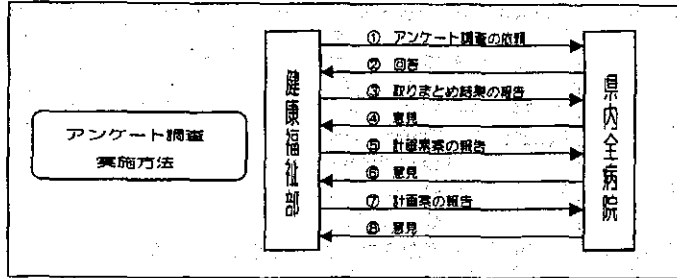 アンケート調査
実施方法
健康福祉部
① アンケート調査の依頼
② 回答
③ 取りまとめ結果の報告
④ 意見
⑤ 計画素案の報告
⑥ 意見
⑦ 計画案の報告
⑧ 意見
県内全病院